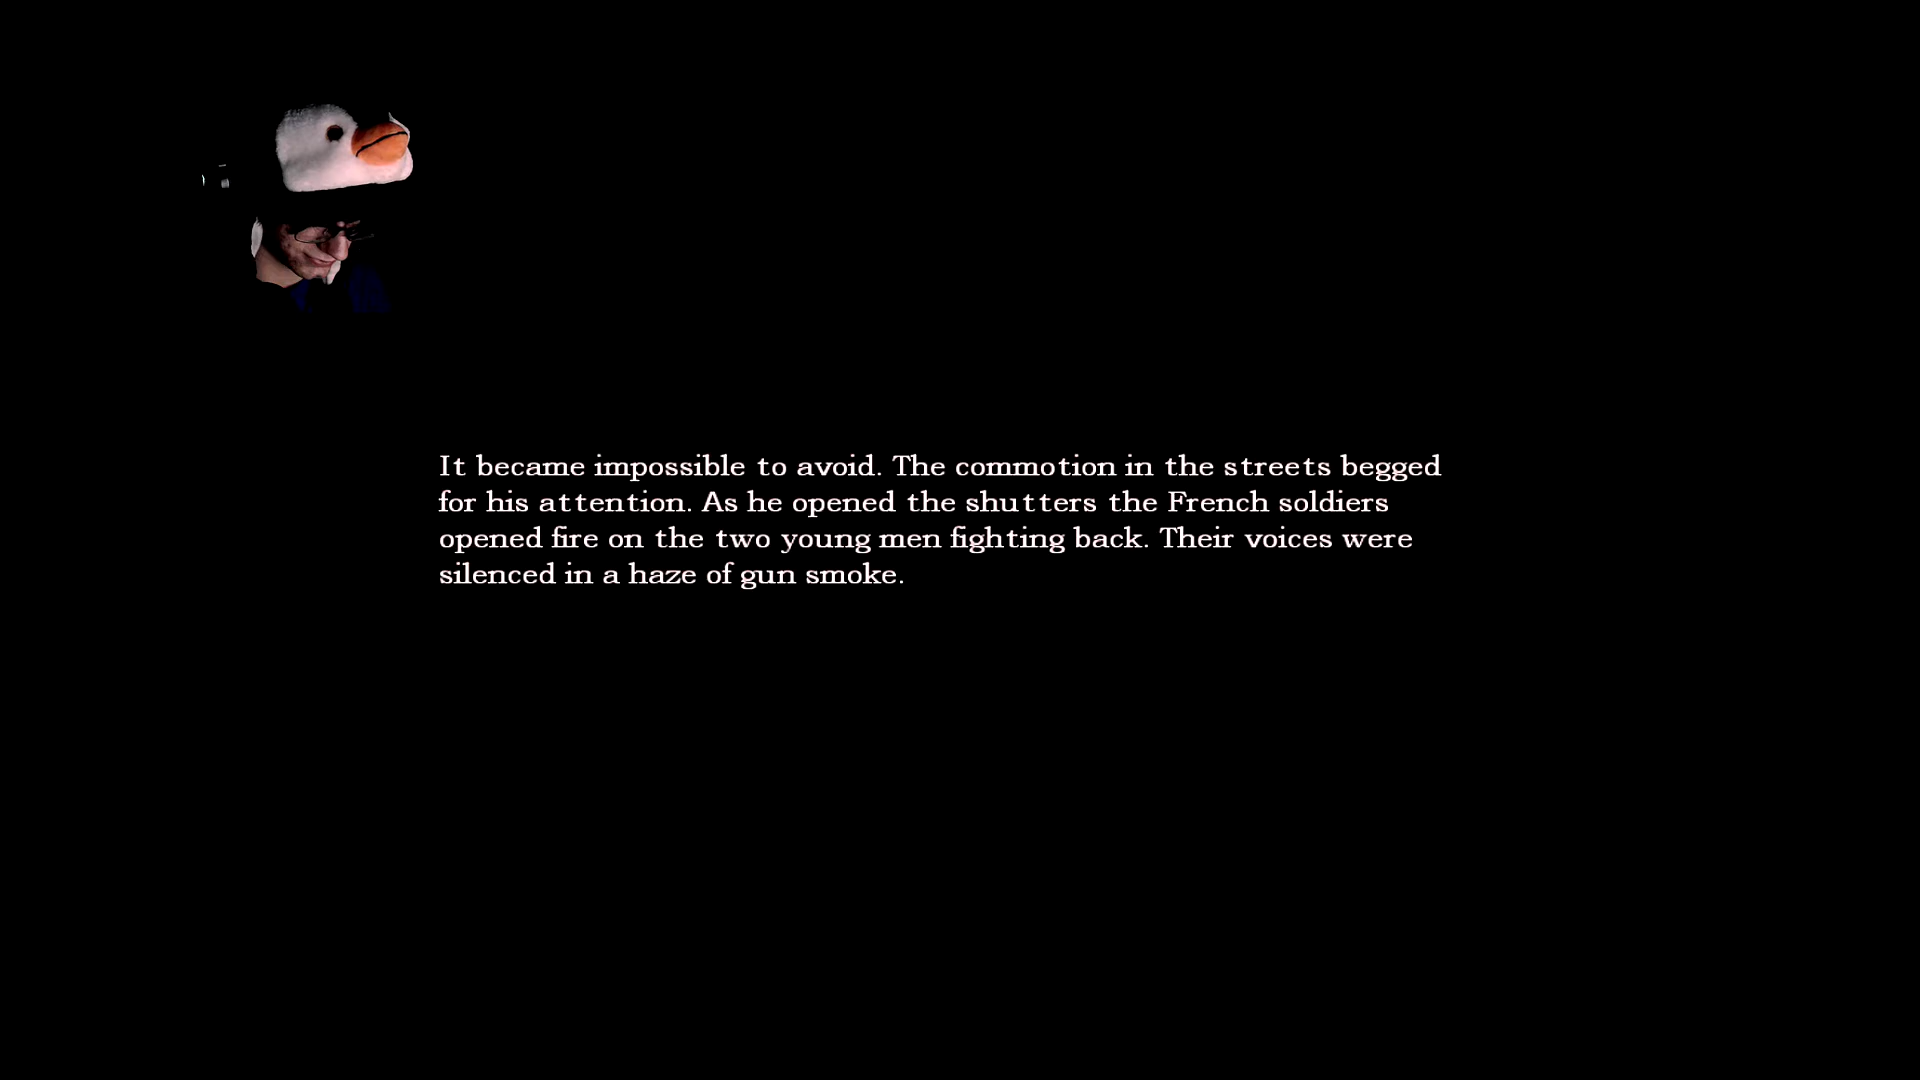 It became impossible to avoid. The commotion in the streets begged
for his attention. As he opened the shutters the French soldiers
opened fire on the two young men fighting back. Their voices were
silenced in a haze of gun smoke.